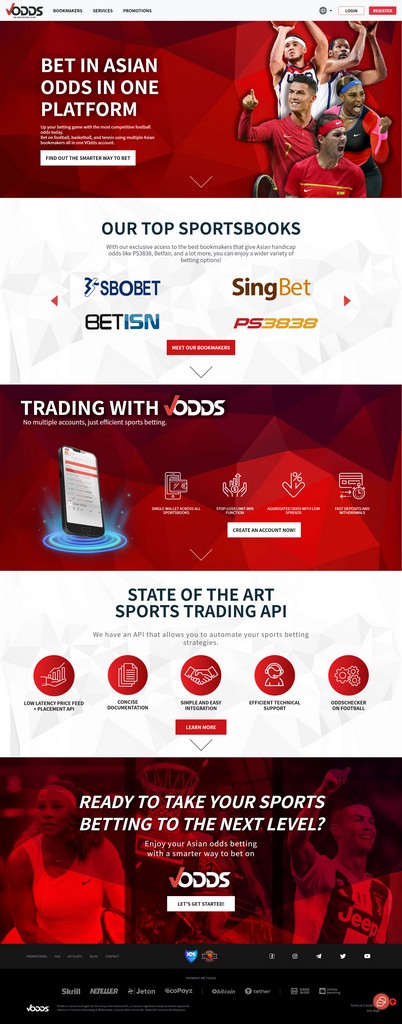 VODDS
BOOKMAKERS SERVICES PROMOTIONS
LOGIN REGISTER
BET IN ASIAN
ODDS IN ONE
PLATFORM
Up your betting game with the most competitive football
odds today.
Bet on football, basketball, and tennis using multiple Asian
bookmakers all in one VOdds account.
FIND OUT THE SMARTER WAY TO BET
OUR TOP SPORTSBOOKS
With our exclusive access to the best bookmakers that give Asian handicap
odds like PS3838, Betfair, and a lot more, you can enjoy a wider variety of
betting options!
SBOBET SingBet
BETISN PS3838
MEET OUR BOOKMAKERS
TRADING WITH VODDS
No multiple accounts, just efficient sports betting.
SINGLE WALLET ACROSS ALL
SPORTSBOOKS
STOP-LOSS LIMIT WIN
FUNCTION
AGGREGATED ODDS WITH LOW
SPREADS
FAST DEPOSITS AND
WITHDRAWALS
CREATE AN ACCOUNT NOW!
STATE OF THE ART
SPORTS TRADING API
We have an API that allows you to automate your sports betting
strategies.
LOW LATENCY PRICE FEED
+ PLACEMENT API
CONCISE
DOCUMENTATION
SIMPLE AND EASY
INTEGRATION
EFFICIENT TECHNICAL
SUPPORT
ODDSCHECKER
ON FOOTBALL
LEARN MORE
READY TO TAKE YOUR SPORTS
BETTING TO THE NEXT LEVEL?
Enjoy your Asian odds betting
with a smarter way to bet on
VODDS
LET'S GET STARTED!
Jeep
PROMOTIONS FAQ AFFILIATE BLOG CONTACT
PAYMENT METHODS
Skrill NETELLER Jeton ecoPayz bitcoin tether
VODDS